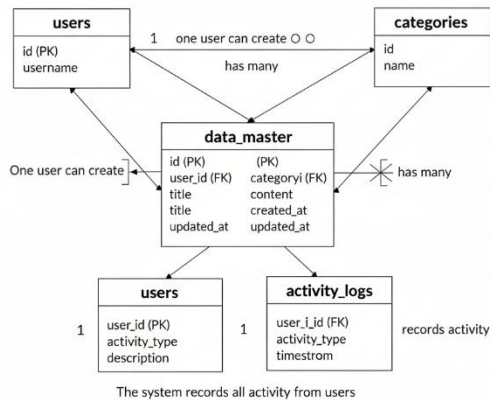 users
id (PK)
username
1 one user can create
has many
categories
id
name
data_master
id (PK) (PK)
user_id (FK) categoryi (FK)
title content
title created_at
updated_at updated_at
One user can create
has many
users
1
user_id (PK)
activity_type
description
activity_logs
1
user_i_id (FK)
activity_type
timestrom
records activity
The system records all activity from users